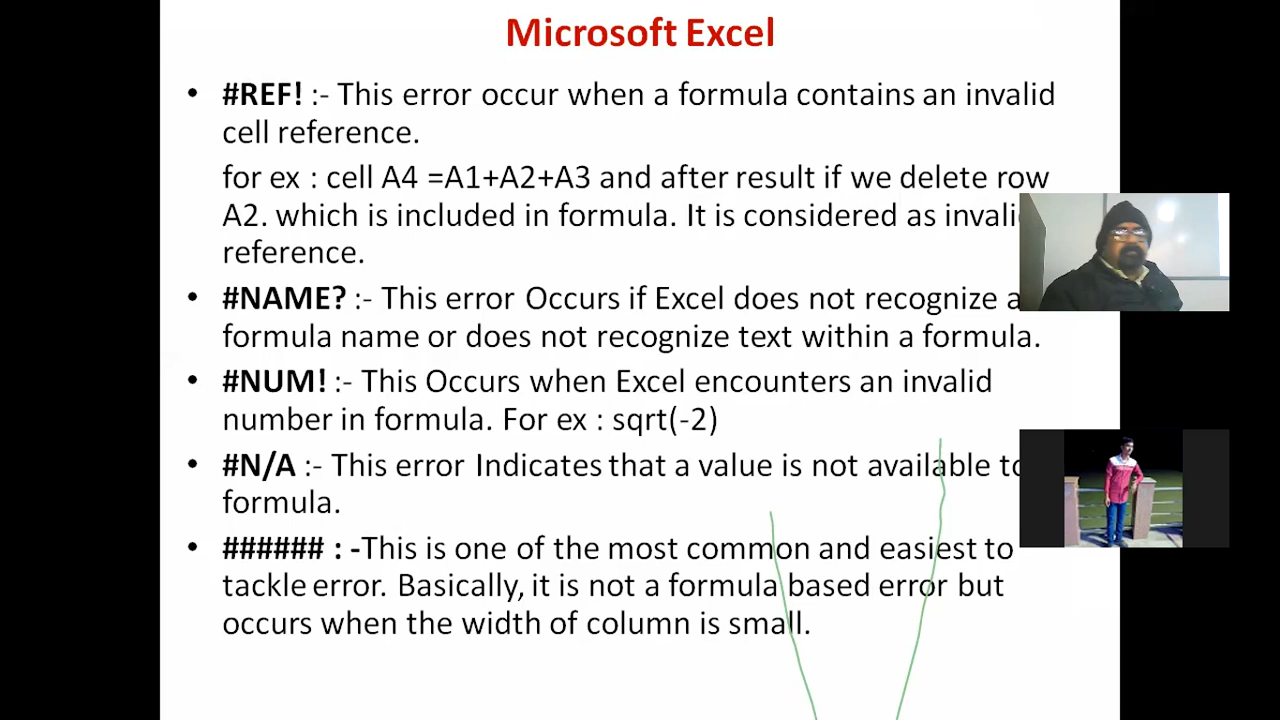 Microsoft Excel
• #REF! :- This error occur when a formula contains an invalid
cell reference.
for ex : cell A4 =A1+A2+A3 and after result if we delete row
A2. which is included in formula. It is considered as invali
reference.
• #NAME? :- This error Occurs if Excel does not recognize a
formula name or does not recognize text within a formula.
• #NUM! :- This Occurs when Excel encounters an invalid
number in formula. For ex : sqrt(-2)
• #N/A :- This error Indicates that a value is not available to
formula.
• ###### : -This is one of the most common and easiest to
tackle error. Basically, it is not a formula based error but
occurs when the width of column is small.